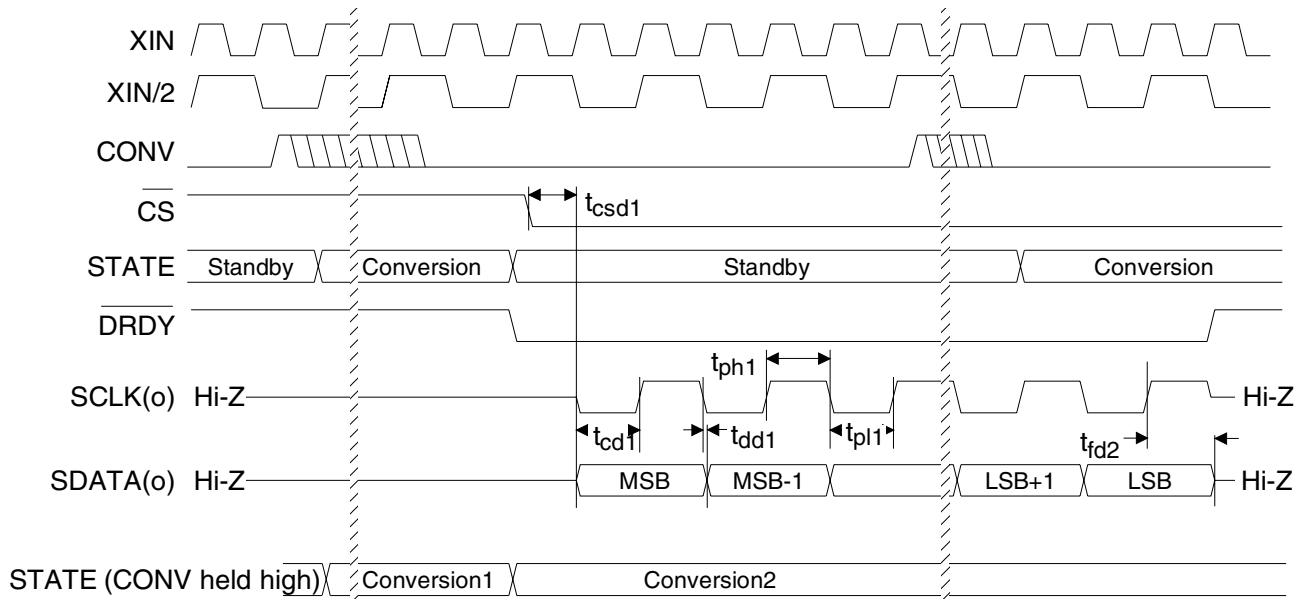 XIN
XIN/2
CONV
CS
tcsd1
STATE Standby Conversion Standby Conversion
DRDY
tph1
SCLK(o) Hi-Z Hi-Z
tcd1 tdd1 tpl1 tfd2
SDATA(o) Hi-Z MSB MSB-1 LSB+1 LSB Hi-Z
STATE (CONV held high) Conversion1 Conversion2